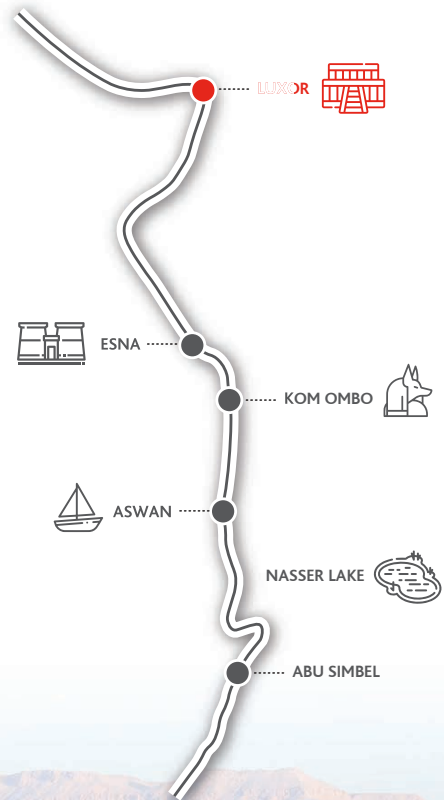 LUXOR
ESNA
KOM OMBO
ASWAN
NASSER LAKE
ABU SIMBEL